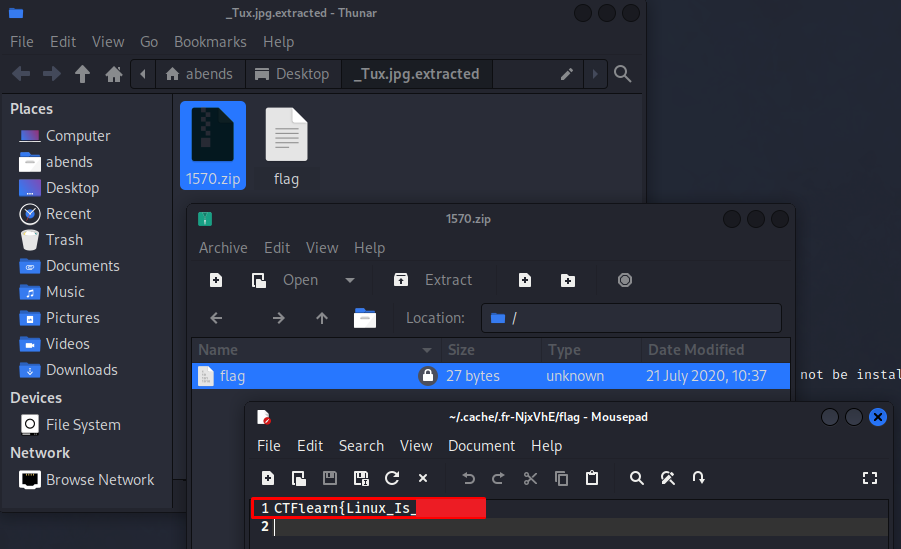 _Tux.jpg.extracted - Thunar
File Edit View Go Bookmarks Help
abends Desktop _Tux.jpg.extracted
Places
Computer
abends
Desktop
Recent
Trash
Documents
Music
Pictures
Videos
Downloads
Devices
File System
Network
Browse Network
1570.zip flag
1570.zip
Archive Edit View Help
Open Extract
Location: /
Name Size Type Date Modified
flag 27 bytes unknown 21 July 2020, 10:37
not be instal
~/.cache/.fr-NjxVhE/flag - Mousepad
File Edit Search View Document Help
1 CTFlearn{Linux_Is_
2